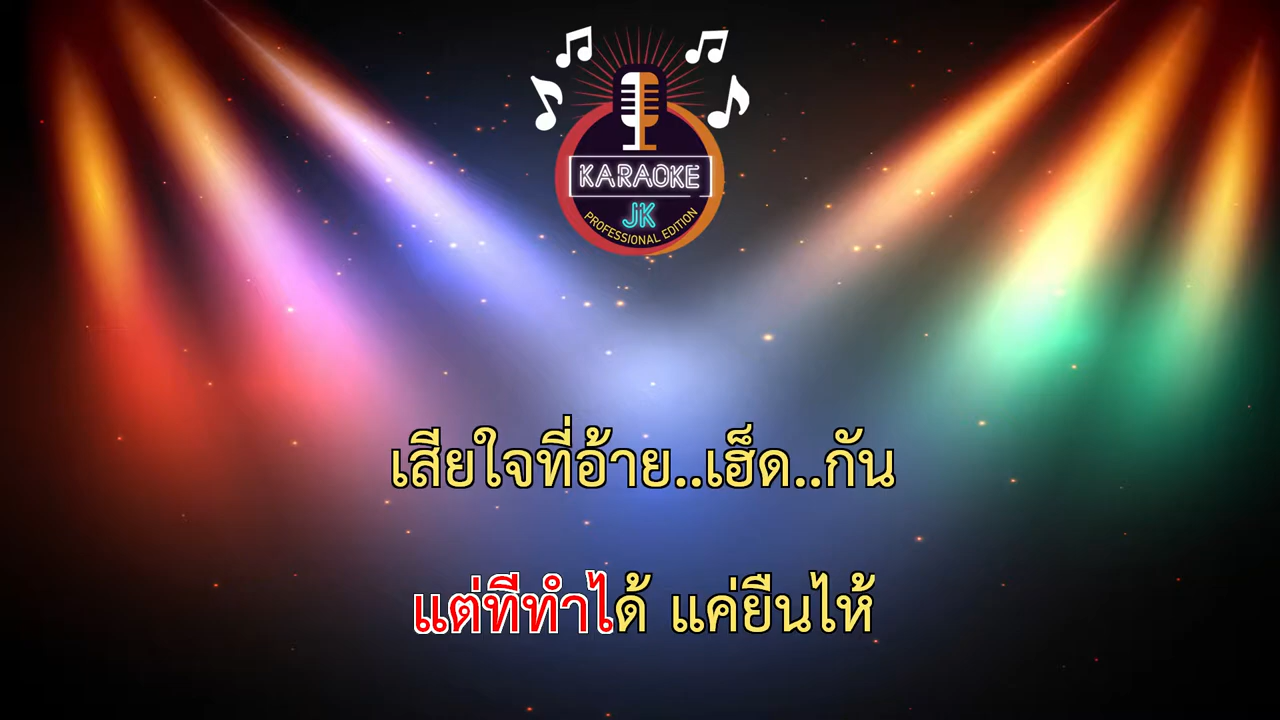 KARAOKE
JK
PROFESSIONAL EDITION
เสียใจที่อ้าย..เฮ็ด..กัน
แต่ทีทำได้ แค่ยืนไห้